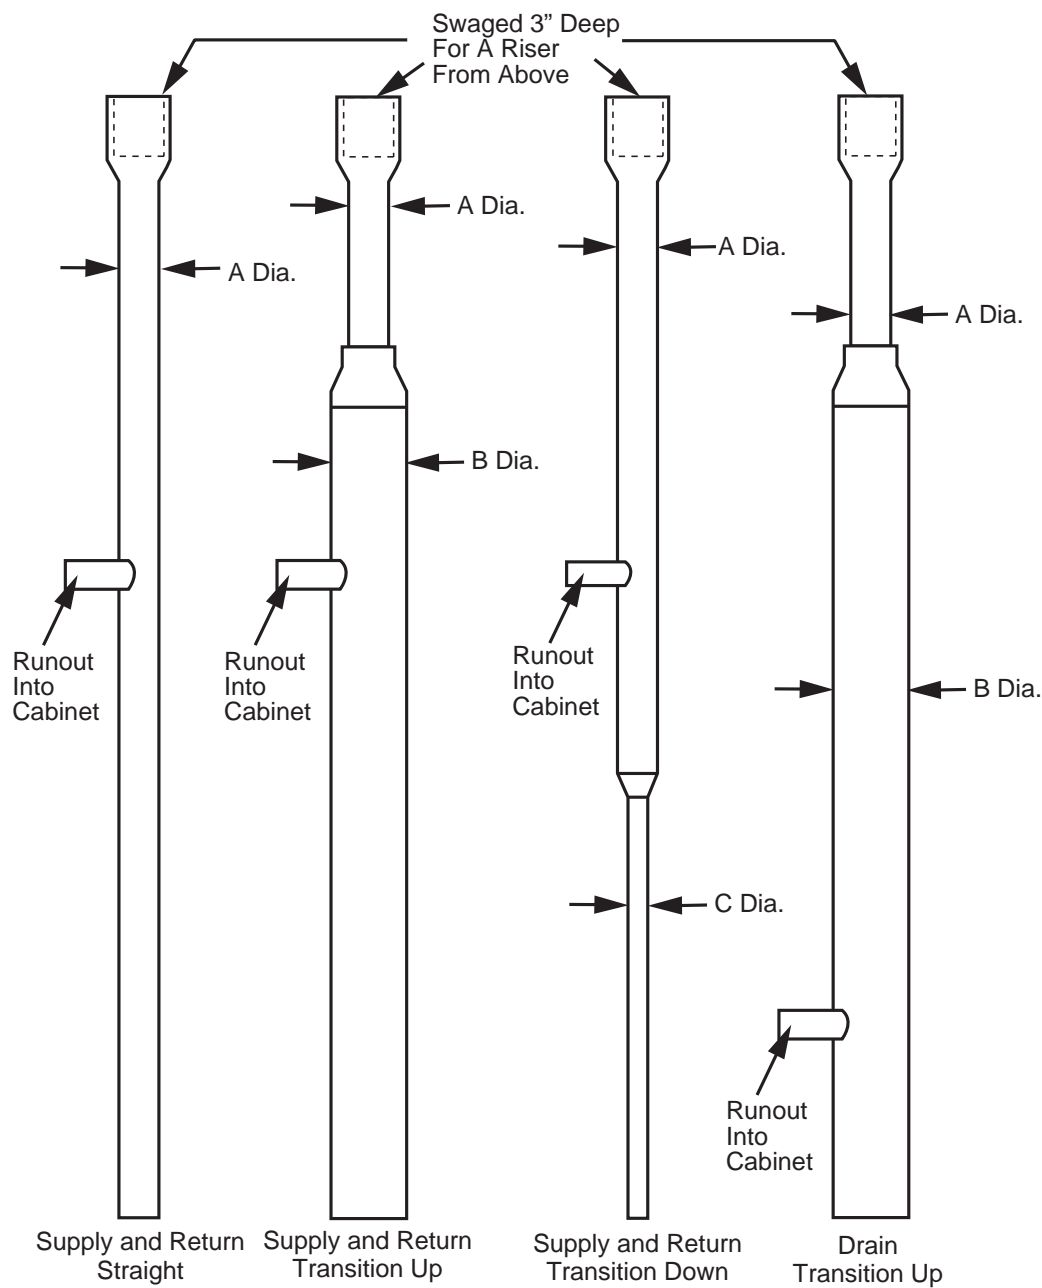 Swaged 3” Deep
For A Riser
From Above
A Dia.
A Dia.
A Dia.
A Dia.
B Dia.
B Dia.
C Dia.
Runout
Into
Cabinet
Runout
Into
Cabinet
Runout
Into
Cabinet
Runout
Into
Cabinet
Supply and Return
Straight
Supply and Return
Transition Up
Supply and Return
Transition Down
Drain
Transition Up